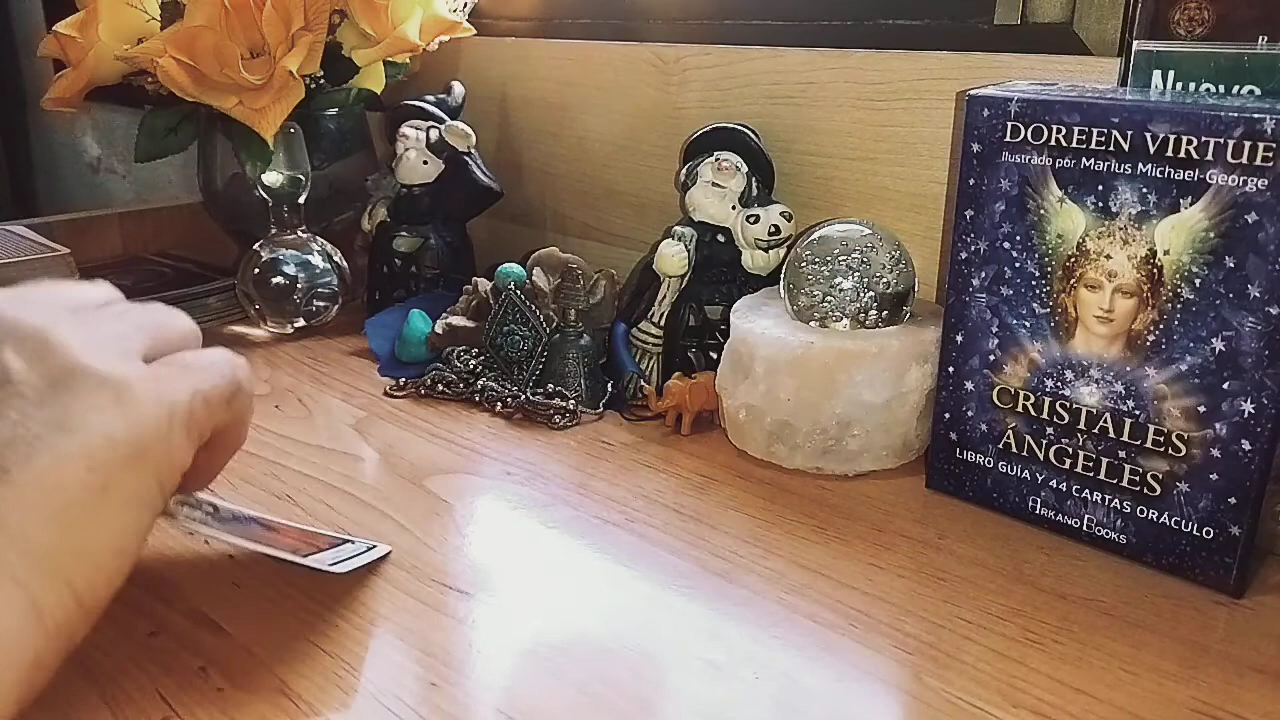 Nuevo
DOREEN VIRTUE
Ilustrado por Marius Michael-George
CRISTALES
Y
ÁNGELES
LIBRO GUÍA Y 44 CARTAS ORÁCULO
ARKANO BOOKS